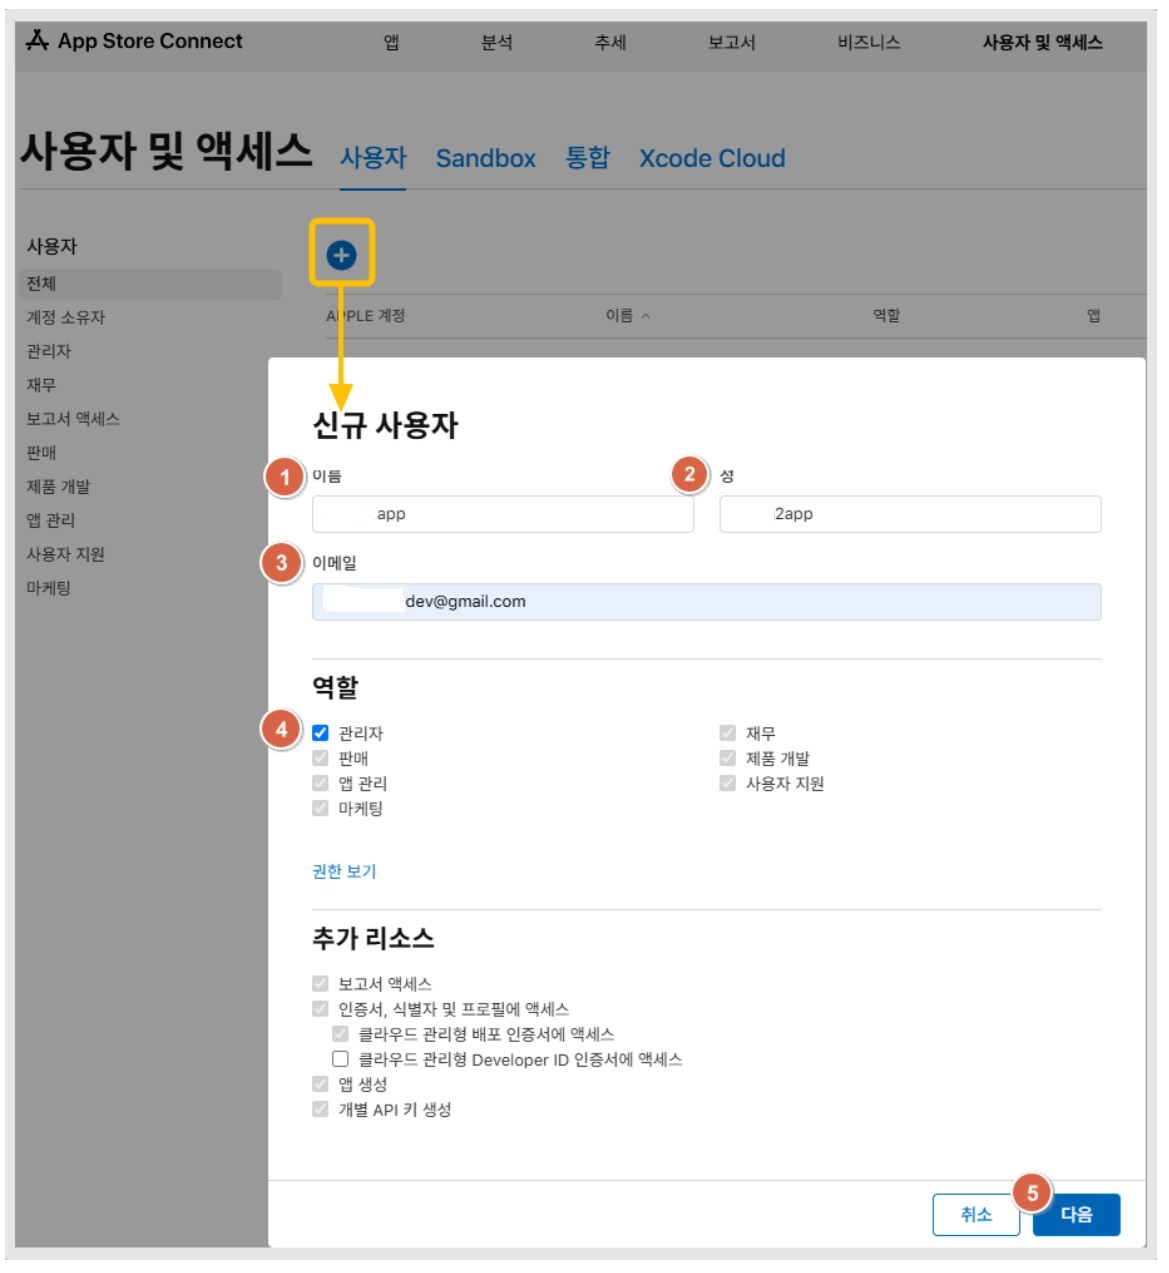 App Store Connect 앱 분석 추세 보고서 비즈니스 사용자 및 액세스
사용자 및 액세스 사용자 Sandbox 통합 Xcode Cloud
사용자
전체
계정 소유자
관리자
재무
보고서 액세스
판매
제품 개발
앱 관리
사용자 지원
마케팅
APPLE 계정 이름 역할 앱
신규 사용자
1 이름 2 성
app 2app
3 이메일
dev@gmail.com
역할
4 관리자 재무
판매 제품 개발
앱 관리 사용자 지원
마케팅
권한 보기
추가 리소스
보고서 액세스
인증서, 식별자 및 프로필에 액세스
클라우드 관리형 배포 인증서에 액세스
클라우드 관리형 Developer ID 인증서에 액세스
앱 생성
개별 API 키 생성
취소 5 다음